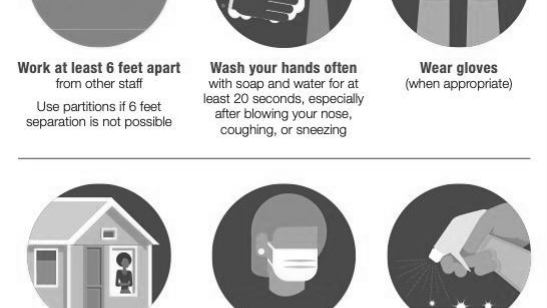 Work at least 6 feet apart
from other staff
Use partitions if 6 feet
separation is not possible
Wash your hands often
with soap and water for at
least 20 seconds, especially
after blowing your nose,
coughing, or sneezing
Wear gloves
(when appropriate)